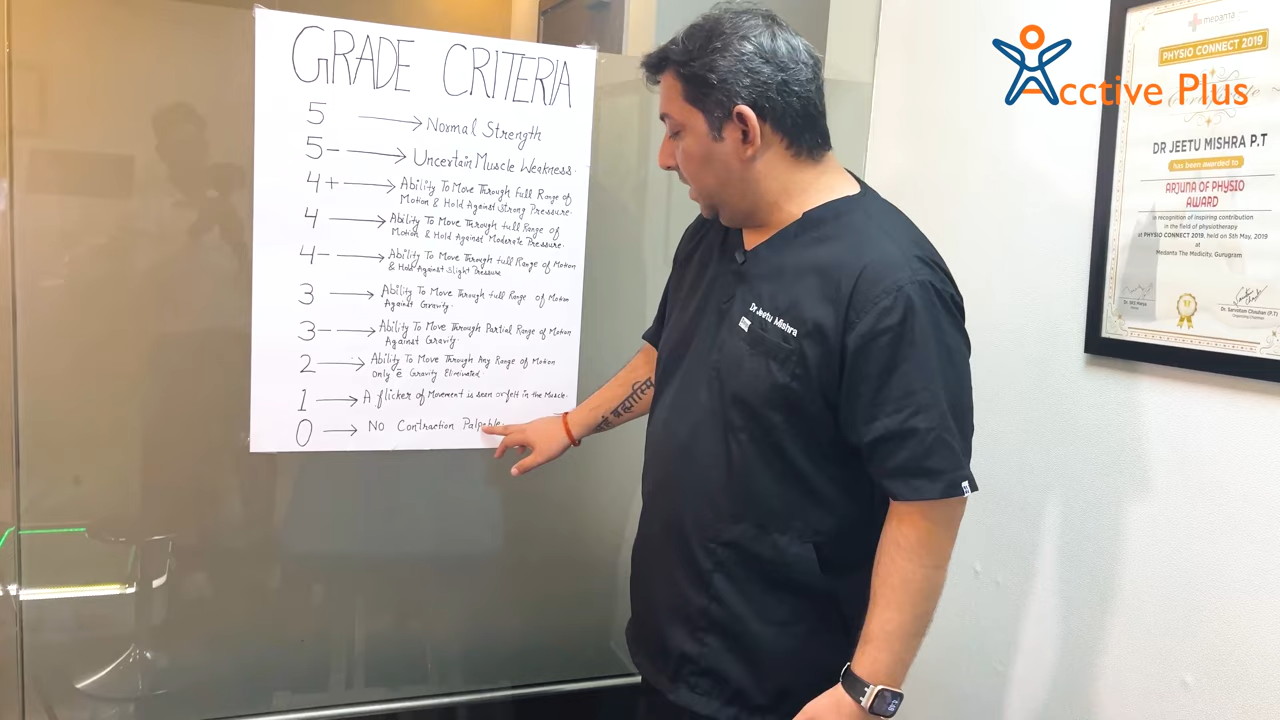 GRADE CRITERIA
5 → Normal Strength
5- → Uncertain Muscle Weakness.
4+ → Ability To Move Through full Range of
Motion & Hold Against Strong Pressure.
4 → Ability To Move Through full Range of
Motion & Hold Against Moderate Pressure.
4- → Ability To Move Through full Range of Motion
& Hold Against Slight Pressure
3 → Ability To Move Through full Range of Motion
Against Gravity.
3- → Ability To Move Through Partial Range of Motion
Against Gravity.
2 → Ability To Move Through Any Range of Motion
only ē Gravity Eliminated.
1 → A flicker of Movement is seen or felt in the Muscle.
0 → No Contraction Palpable.
Dr Jeetu Mishra
ब्रह्मास्मि
Acctive Plus
medanta
PHYSIO CONNECT 2019
DR JEETU MISHRA P.T
has been awarded to
ARJUNA OF PHYSIO
AWARD
in recognition of inspiring contribution
in the field of physiotherapy
at PHYSIO CONNECT 2019, held on 5th May, 2019
at
Medanta The Medicity, Gurugram